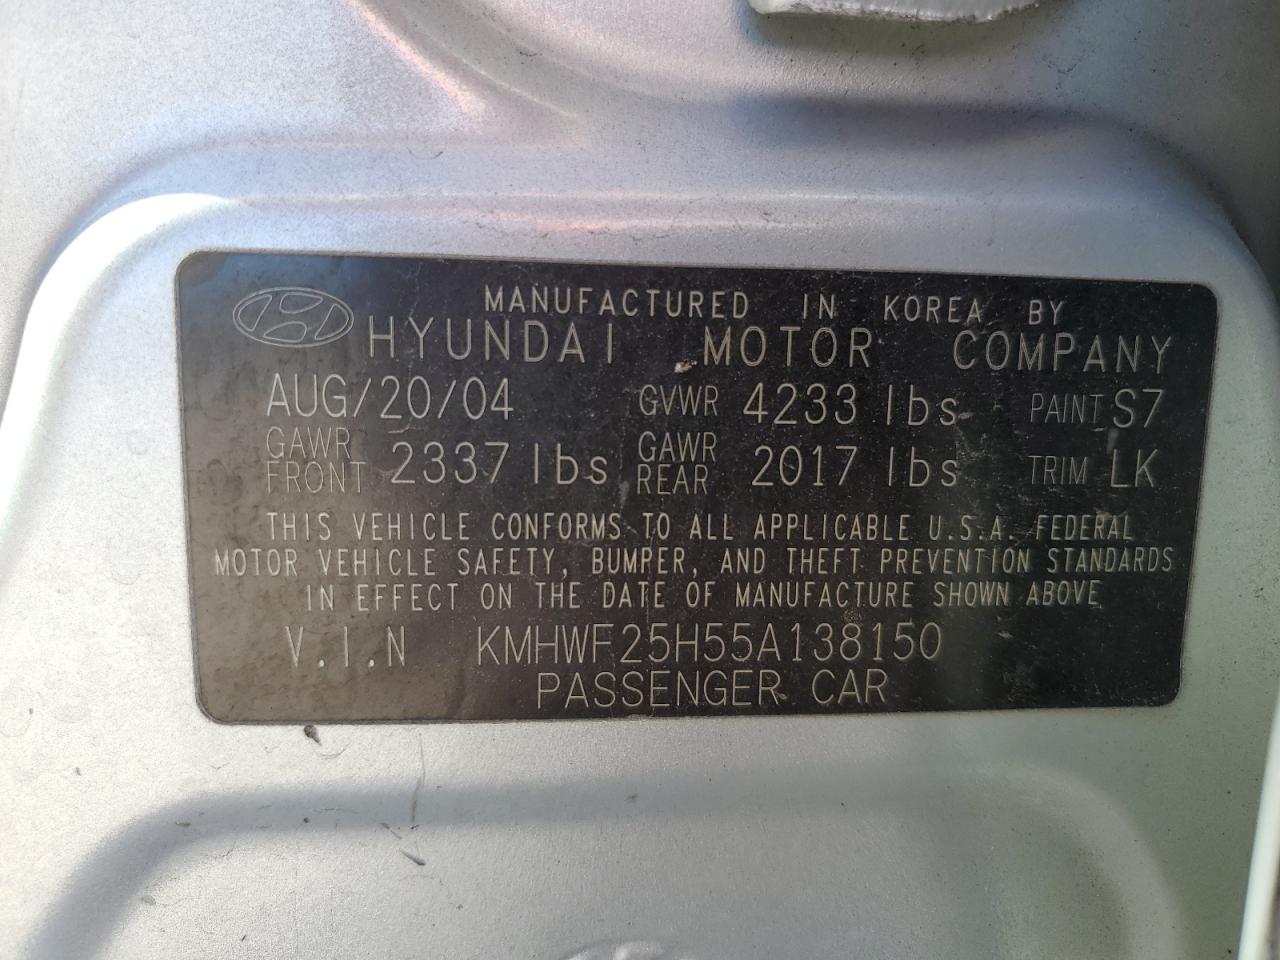 MANUFACTURED IN KOREA BY
HYUNDAI MOTOR COMPANY
AUG/20/04 GVWR 4233 lbs PAINT S7
GAWR FRONT 2337 lbs GAWR REAR 2017 lbs TRIM LK
THIS VEHICLE CONFORMS TO ALL APPLICABLE U.S.A. FEDERAL
MOTOR VEHICLE SAFETY, BUMPER, AND THEFT PREVENTION STANDARDS
IN EFFECT ON THE DATE OF MANUFACTURE SHOWN ABOVE
V.I.N KMHWF25H55A138150
PASSENGER CAR